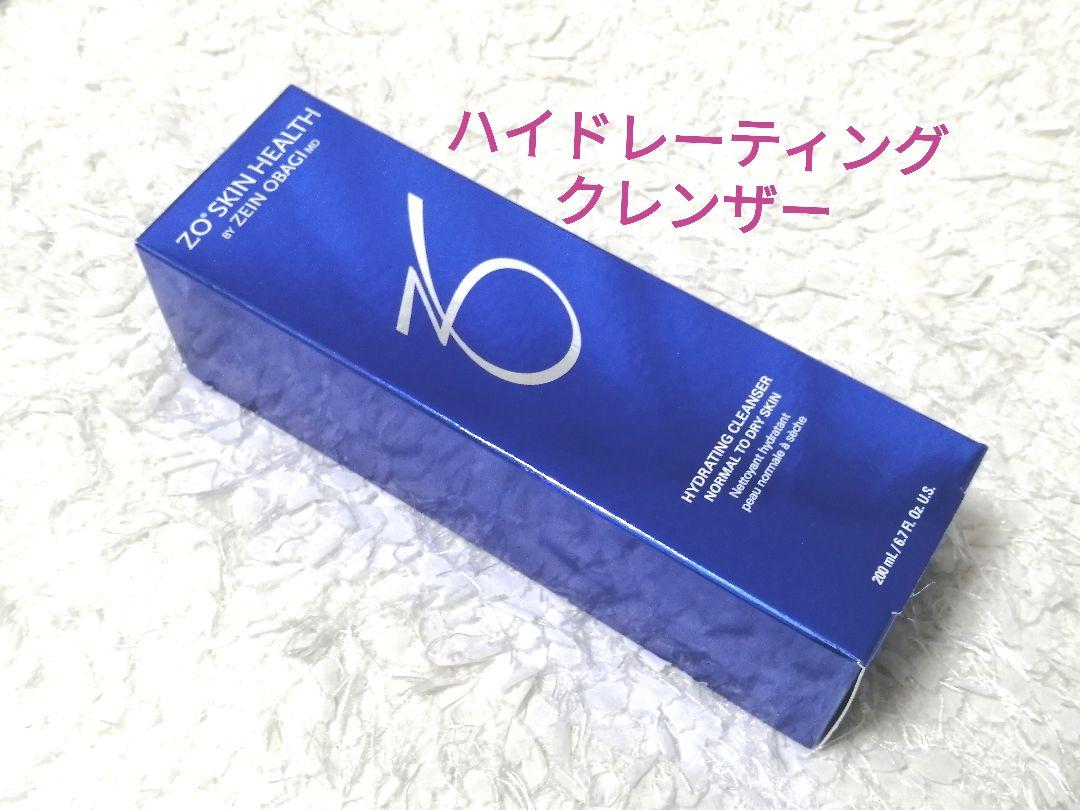 ハイドレーティング
クレンザー
ZO® SKIN HEALTH
BY ZEIN OBAGI MD
ZO
HYDRATING CLEANSER
NORMAL TO DRY SKIN
Nettoyant hydratant
peau normale à sèche
200 mL / 6.7 Fl. Oz. U.S.